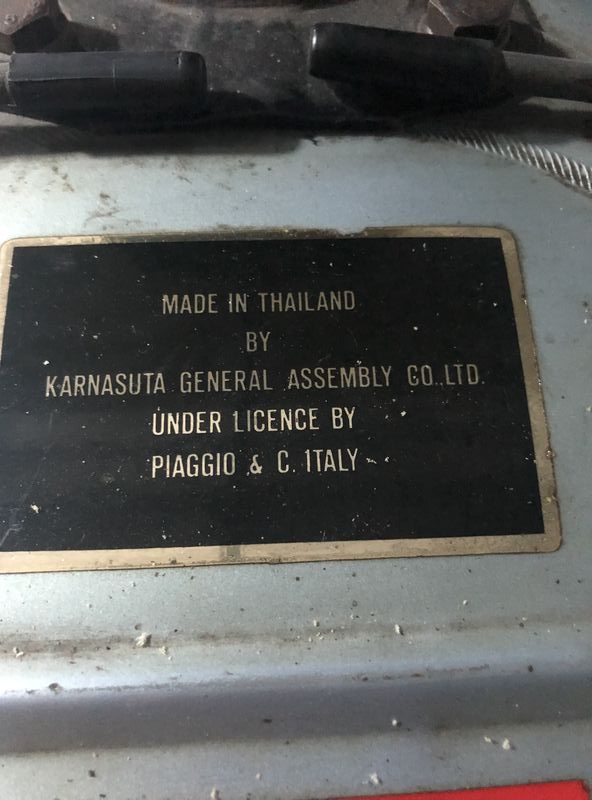 MADE IN THAILAND
BY
KARNASUTA GENERAL ASSEMBLY CO.,LTD.
UNDER LICENCE BY
PIAGGIO & C. ITALY